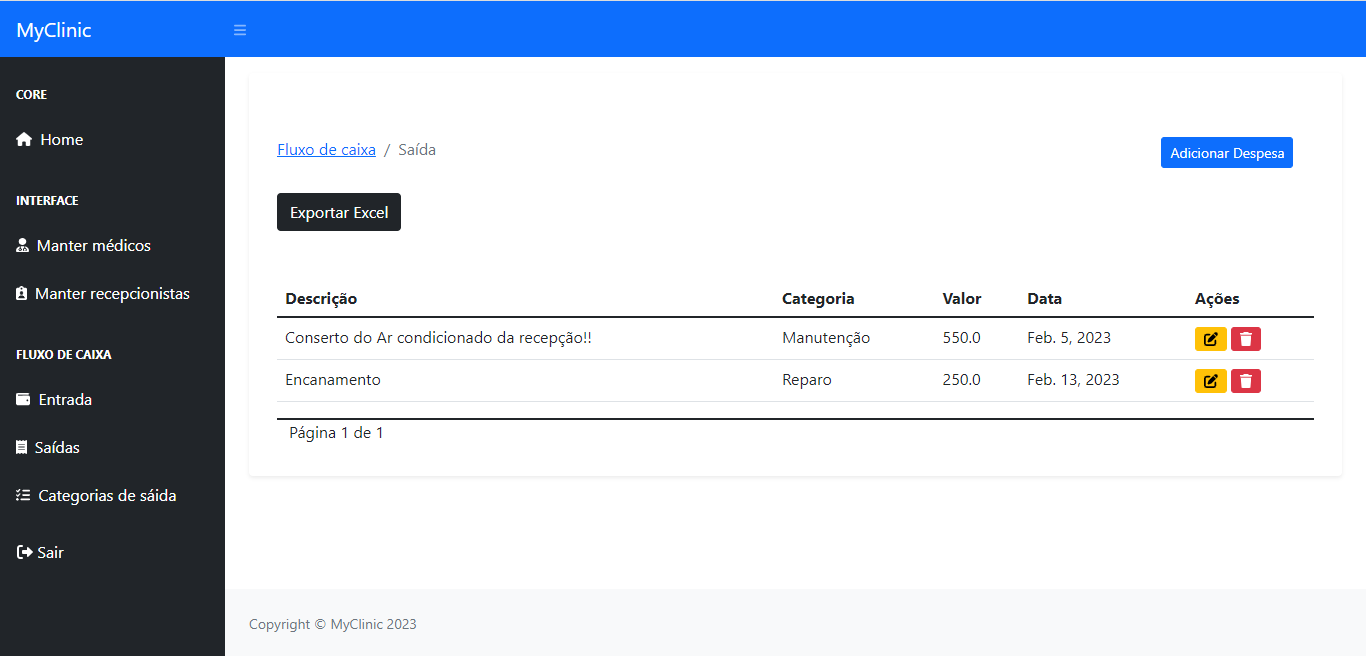 MyClinic
CORE
Home
INTERFACE
Manter médicos
Manter recepcionistas
FLUXO DE CAIXA
Entrada
Saídas
Categorias de sáida
Sair
Fluxo de caixa / Saída
Adicionar Despesa
Exportar Excel
Descrição Categoria Valor Data Ações
Conserto do Ar condicionado da recepção!! Manutenção 550.0 Feb. 5, 2023
Encanamento Reparo 250.0 Feb. 13, 2023
Página 1 de 1
Copyright © MyClinic 2023